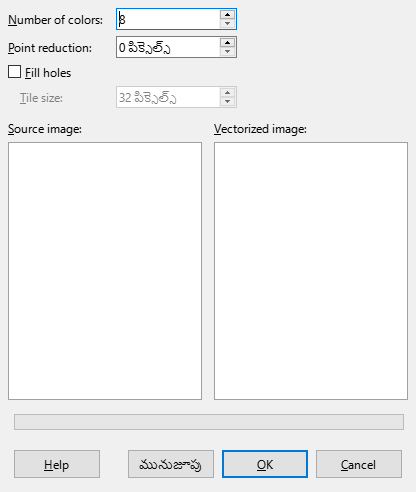 Number of colors: 8
Point reduction: 0 పిక్సెల్స్
Fill holes
Tile size: 32 పిక్సెల్స్
Source image: Vectorized image:
Help మునుజూపు OK Cancel